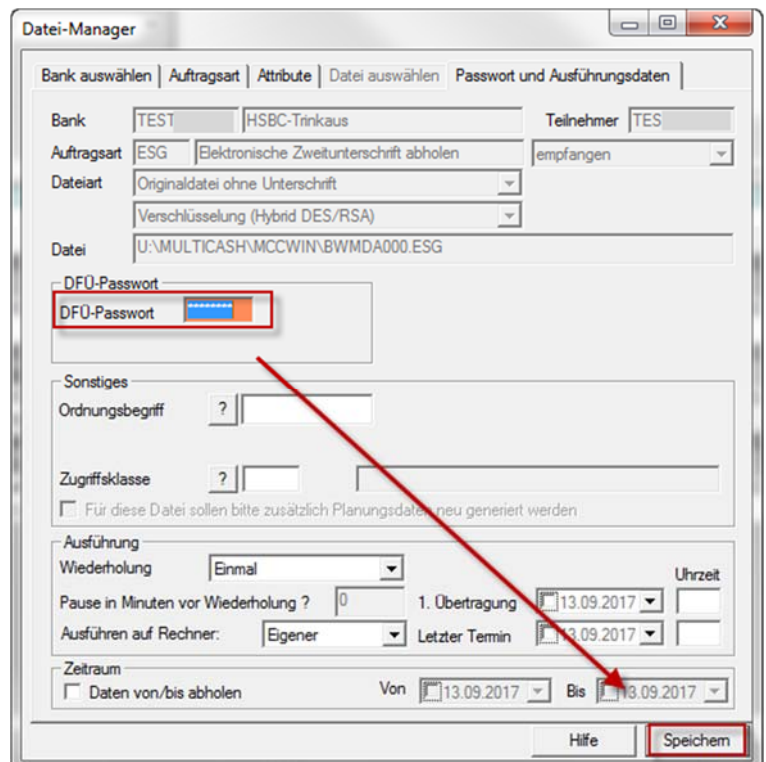 Datei-Manager
Bank auswählen Auftragsart Attribute Datei auswählen Passwort und Ausführungsdaten
Bank TEST HSBC-Trinkaus Teilnehmer TES
Auftragsart ESG Elektronische Zweitunterschrift abholen empfangen
Dateiart Originaldatei ohne Unterschrift
Verschlüsselung (Hybrid DES/RSA)
Datei U:\MULTICASH\MCCWIN\BWMDA000.ESG
DFÜ-Passwort
DFÜ-Passwort ********
Sonstiges
Ordnungsbegriff ?
Zugriffsklasse ?
Für diese Datei sollen bitte zusätzlich Planungsdaten neu generiert werden
Ausführung
Wiederholung Einmal Uhrzeit
Pause in Minuten vor Wiederholung ? 0 1. Übertragung 13.09.2017
Ausführen auf Rechner: Eigener Letzter Termin 13.09.2017
Zeitraum
Daten von/bis abholen Von 13.09.2017 Bis 13.09.2017
Hilfe Speichern